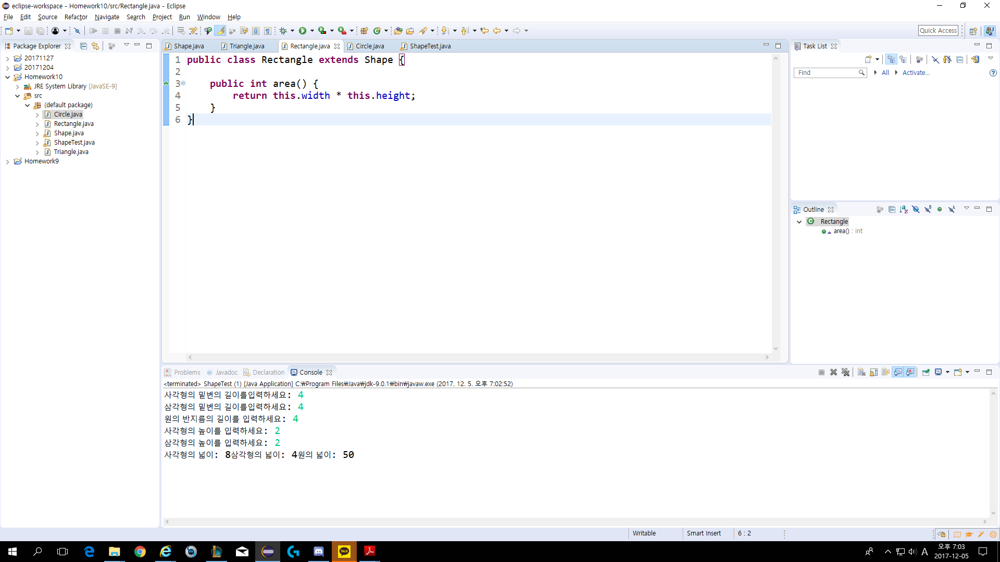 eclipse-workspace - Homework10/src/Rectangle.java - Eclipse
File Edit Source Refactor Navigate Search Project Run Window Help
Quick Access
Package Explorer
20171127
20171204
Homework10
JRE System Library [JavaSE-9]
src
(default package)
Circle.java
Rectangle.java
Shape.java
ShapeTest.java
Triangle.java
Homework9
Shape.java Triangle.java Rectangle.java Circle.java ShapeTest.java
1 public class Rectangle extends Shape {
2
3 public int area() {
4 return this.width * this.height;
5 }
6 }
Task List
Find All Activate...
Outline
Rectangle
area() : int
Problems @ Javadoc Declaration Console
<terminated> ShapeTest (1) [Java Application] C:₩Program Files₩Java₩jdk-9.0.1₩bin₩javaw.exe (2017. 12. 5. 오후 7:02:52)
사각형의 밑변의 길이를입력하세요: 4
삼각형의 밑변의 길이를입력하세요: 4
원의 반지름의 길이를 입력하세요: 4
사각형의 높이를 입력하세요: 2
삼각형의 높이를 입력하세요: 2
사각형의 넓이: 8삼각형의 넓이: 4원의 넓이: 50
Writable Smart Insert 6 : 2
TALK
A
오후 7:03
2017-12-05